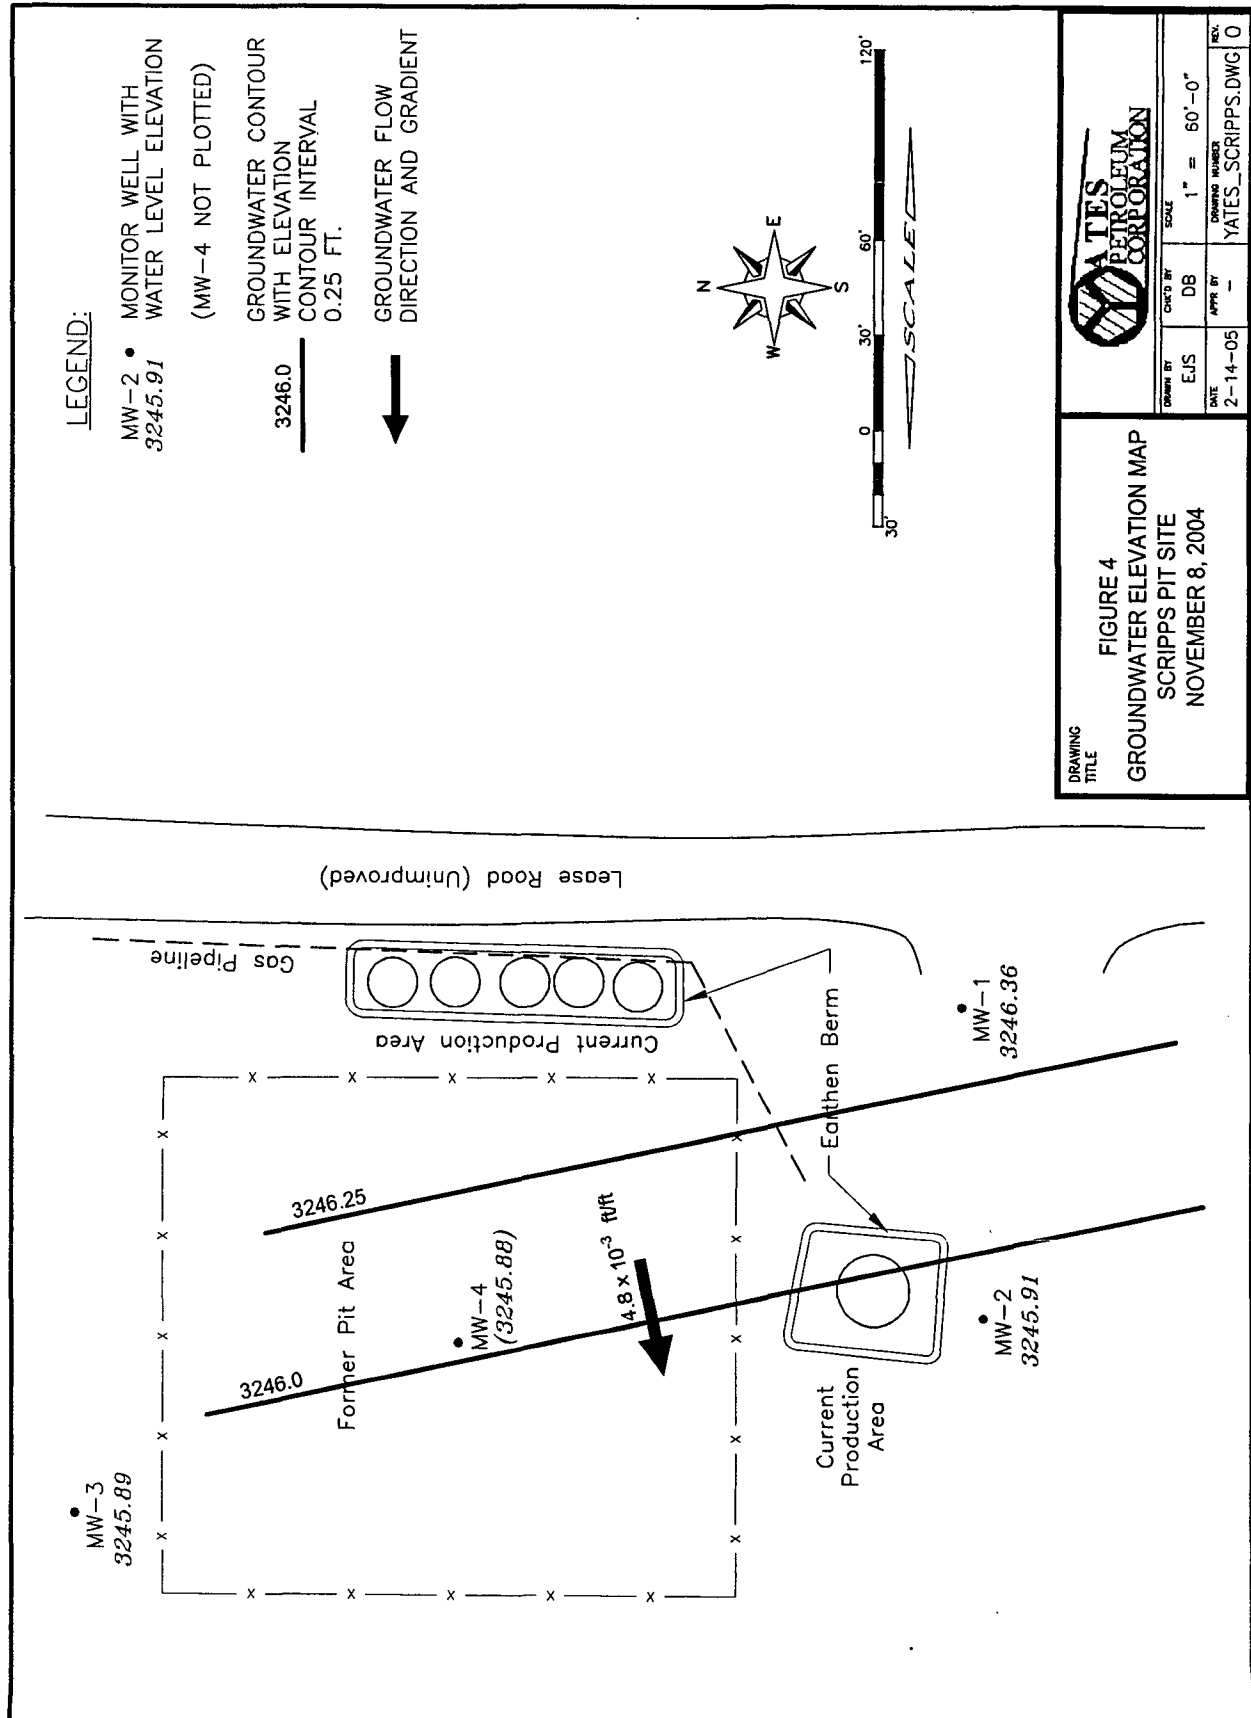 LEGEND:
MW-2
3245.91
MONITOR WELL WITH
WATER LEVEL ELEVATION
(MW-4 NOT PLOTTED)
3246.0
GROUNDWATER CONTOUR
WITH ELEVATION
CONTOUR INTERVAL
0.25 FT.
GROUNDWATER FLOW
DIRECTION AND GRADIENT
N
E
S
W
30'
0
30'
60'
120'
SCALE
Lease Road (Unimproved)
Gas Pipeline
Current Production Area
Earthen Berm
MW-1
3246.36
3246.25
Former Pit Area
MW-4
(3245.88)
4.8 x 10-3 ft/ft
3246.0
MW-2
3245.91
Current
Production
Area
MW-3
3245.89
DRAWING
TITLE
FIGURE 4
GROUNDWATER ELEVATION MAP
SCRIPPS PIT SITE
NOVEMBER 8, 2004
YATES
PETROLEUM
CORPORATION
DRAWN BY
EJS
CHK'D BY
DB
SCALE
1" = 60'-0"
DATE
2-14-05
APPR BY
-
DRAWING NUMBER
YATES_SCRIPPS.DWG
REV.
0